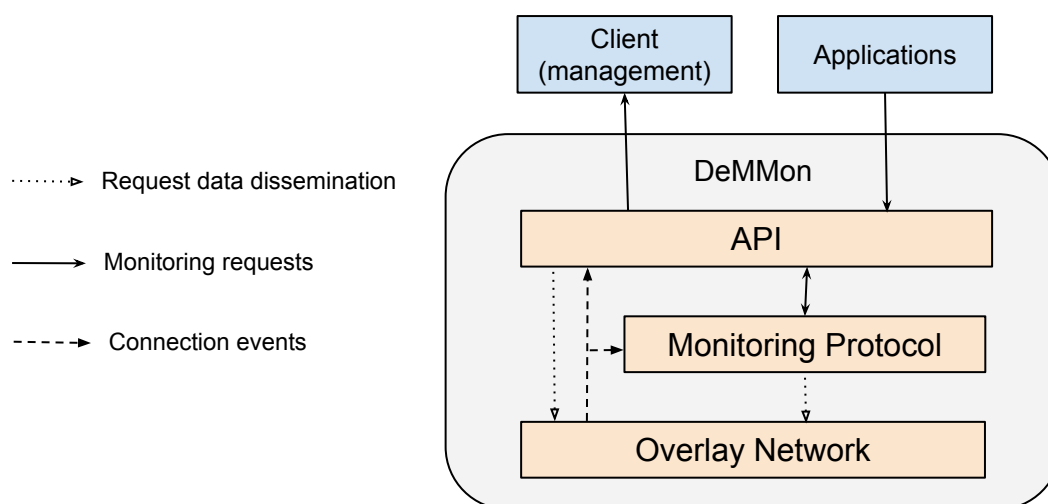 Client
(management)
Applications
DeMMon
Request data dissemination
API
Monitoring requests
Monitoring Protocol
Connection events
Overlay Network